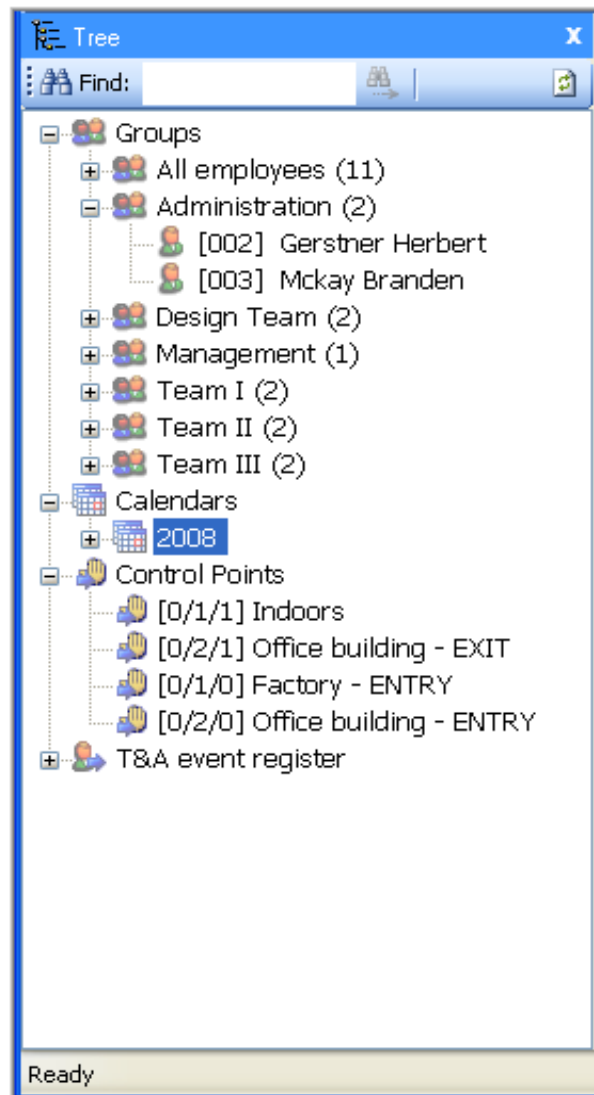 Tree
Find:
Groups
All employees (11)
Administration (2)
[002] Gerstner Herbert
[003] Mckay Branden
Design Team (2)
Management (1)
Team I (2)
Team II (2)
Team III (2)
Calendars
2008
Control Points
[0/1/1] Indoors
[0/2/1] Office building - EXIT
[0/1/0] Factory - ENTRY
[0/2/0] Office building - ENTRY
T&A event register
Ready